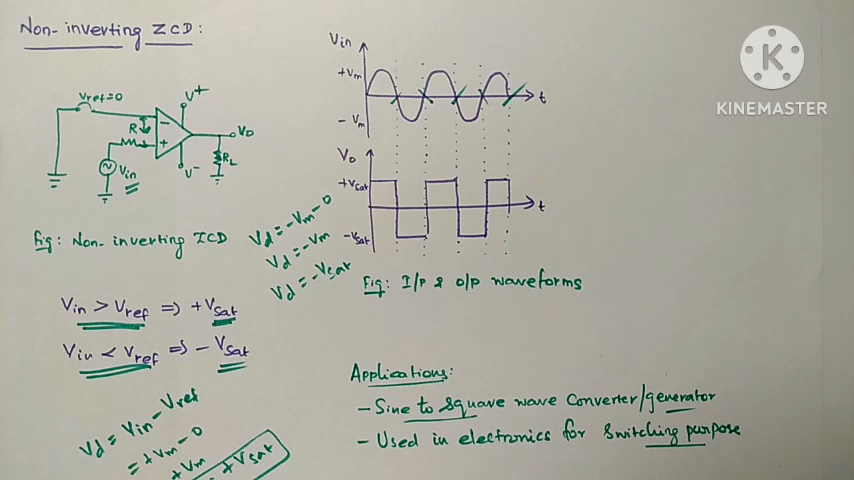 Non-inverting ZCD:
Vref=0
V+
R
-
+
Vo
RL
Vin
V-
Fig: Non-inverting ZCD
Vin > Vref => +Vsat
Vin < Vref => -Vsat
Vd = Vin - Vref
= +Vm - 0
+Vm
= +Vsat
Vd = -Vm - 0
Vd = -Vm
Vd = -Vsat
Vin
+Vm
-Vm
t
Vo
+Vsat
-Vsat
t
Fig: I/P & O/P waveforms
Applications:
- Sine to square wave converter/generator
- Used in electronics for switching purpose
K
KINEMASTER